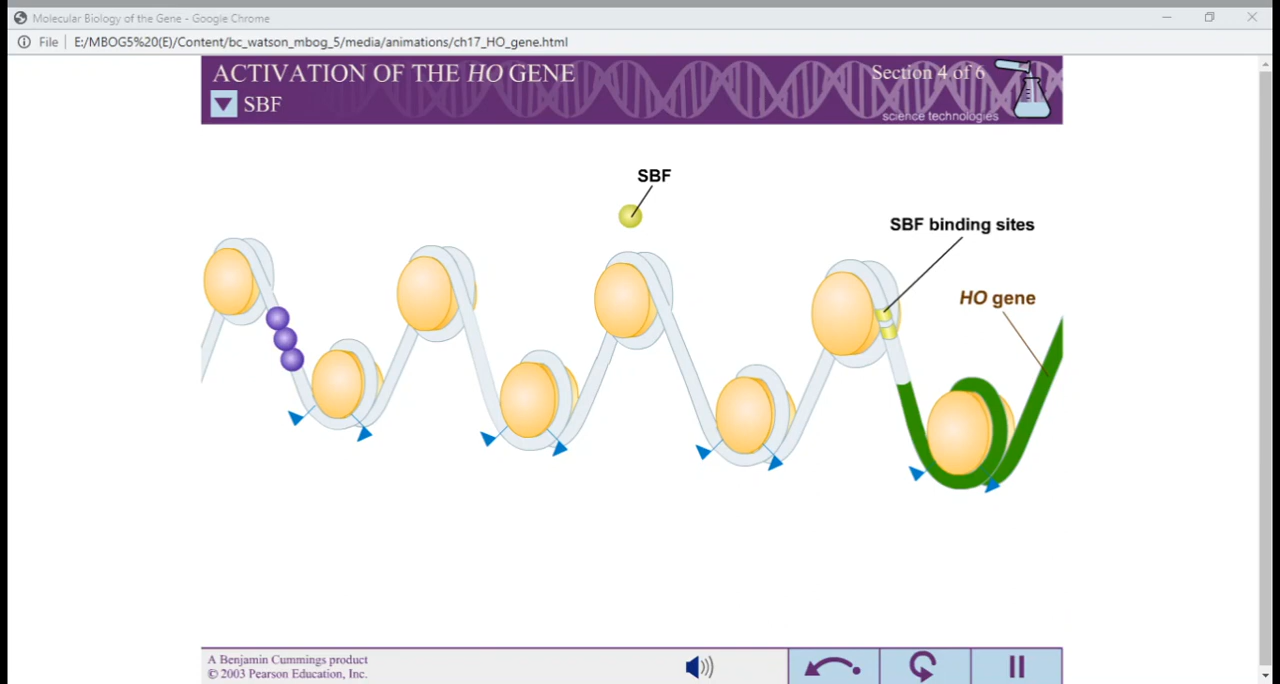 Molecular Biology of the Gene - Google Chrome
File E:/MBOG5%20(E)/Content/bc_watson_mbog_5/media/animations/ch17_HO_gene.html
ACTIVATION OF THE HO GENE
Section 4 of 6
SBF
science technologies
SBF
SBF binding sites
HO gene
A Benjamin Cummings product
© 2003 Pearson Education, Inc.